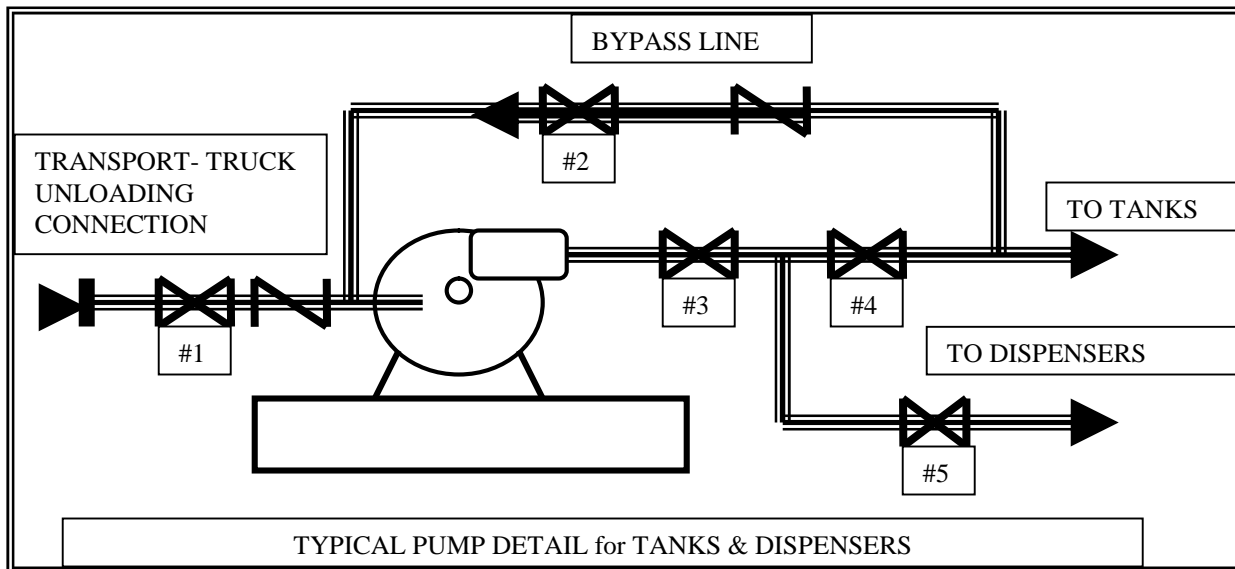 BYPASS LINE
#2
TRANSPORT- TRUCK
UNLOADING
CONNECTION
TO TANKS
#3
#4
#1
TO DISPENSERS
#5
TYPICAL PUMP DETAIL for TANKS & DISPENSERS